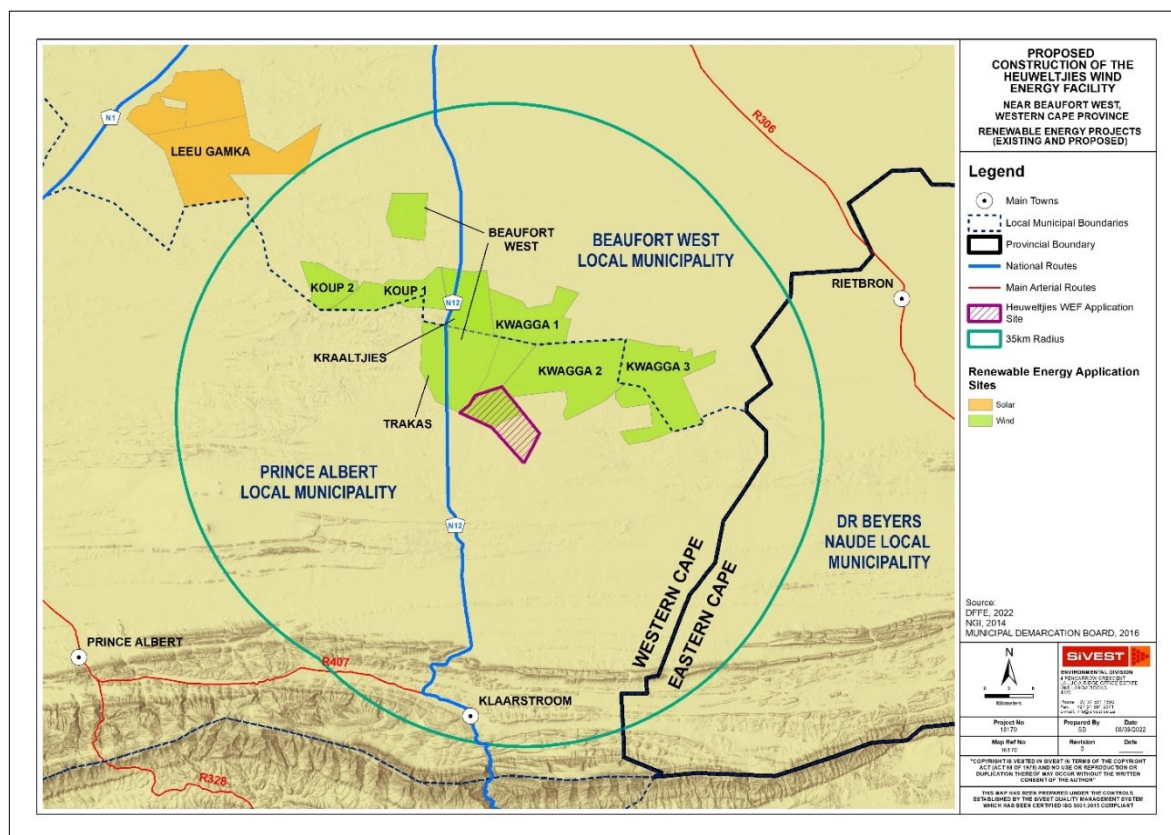 N1
LEEU GAMKA
R306
BEAUFORT
WEST
BEAUFORT WEST
LOCAL MUNICIPALITY
RIETBRON
KOUP 2
KOUP 1
N12
KWAGGA 1
KRAALTJIES
KWAGGA 2
KWAGGA 3
TRAKAS
PRINCE ALBERT
LOCAL MUNICIPALITY
N12
DR BEYERS
NAUDE LOCAL
MUNICIPALITY
WESTERN CAPE
EASTERN CAPE
PRINCE ALBERT
R407
KLAARSTROOM
R328
PROPOSED
CONSTRUCTION OF THE
HEUWELTJIES WIND
ENERGY FACILITY
NEAR BEAUFORT WEST,
WESTERN CAPE PROVINCE
RENEWABLE ENERGY PROJECTS
(EXISTING AND PROPOSED)
Legend
Main Towns
Local Municipal Boundaries
Provincial Boundary
National Routes
Main Arterial Routes
Heuweltjies WEF Application
Site
35km Radius
Renewable Energy Application
Sites
Solar
Wind
Source:
DFFE, 2022
NGI, 2014
MUNICIPAL DEMARCATION BOARD, 2016
N
Kilometers
SiVEST
ENVIRONMENTAL DIVISION
4 PENCARROW CRESCENT
LA LUCIA RIDGE OFFICE ESTATE
Project No
Prepared By
Date
Map Ref No
Revision
Date
"COPYRIGHT IS VESTED IN SIVEST IN TERMS OF THE COPYRIGHT
ACT (ACT 98 OF 1978) AND NO USE OR REPRODUCTION OR
DUPLICATION THEREOF MAY OCCUR WITHOUT THE WRITTEN
CONSENT OF THE AUTHOR"
THIS MAP HAS BEEN PREPARED UNDER THE CONTROLS
ESTABLISHED BY THE SIVEST QUALITY MANAGEMENT SYSTEM
WHICH HAS BEEN CERTIFIED ISO 9001:2015 COMPLIANT